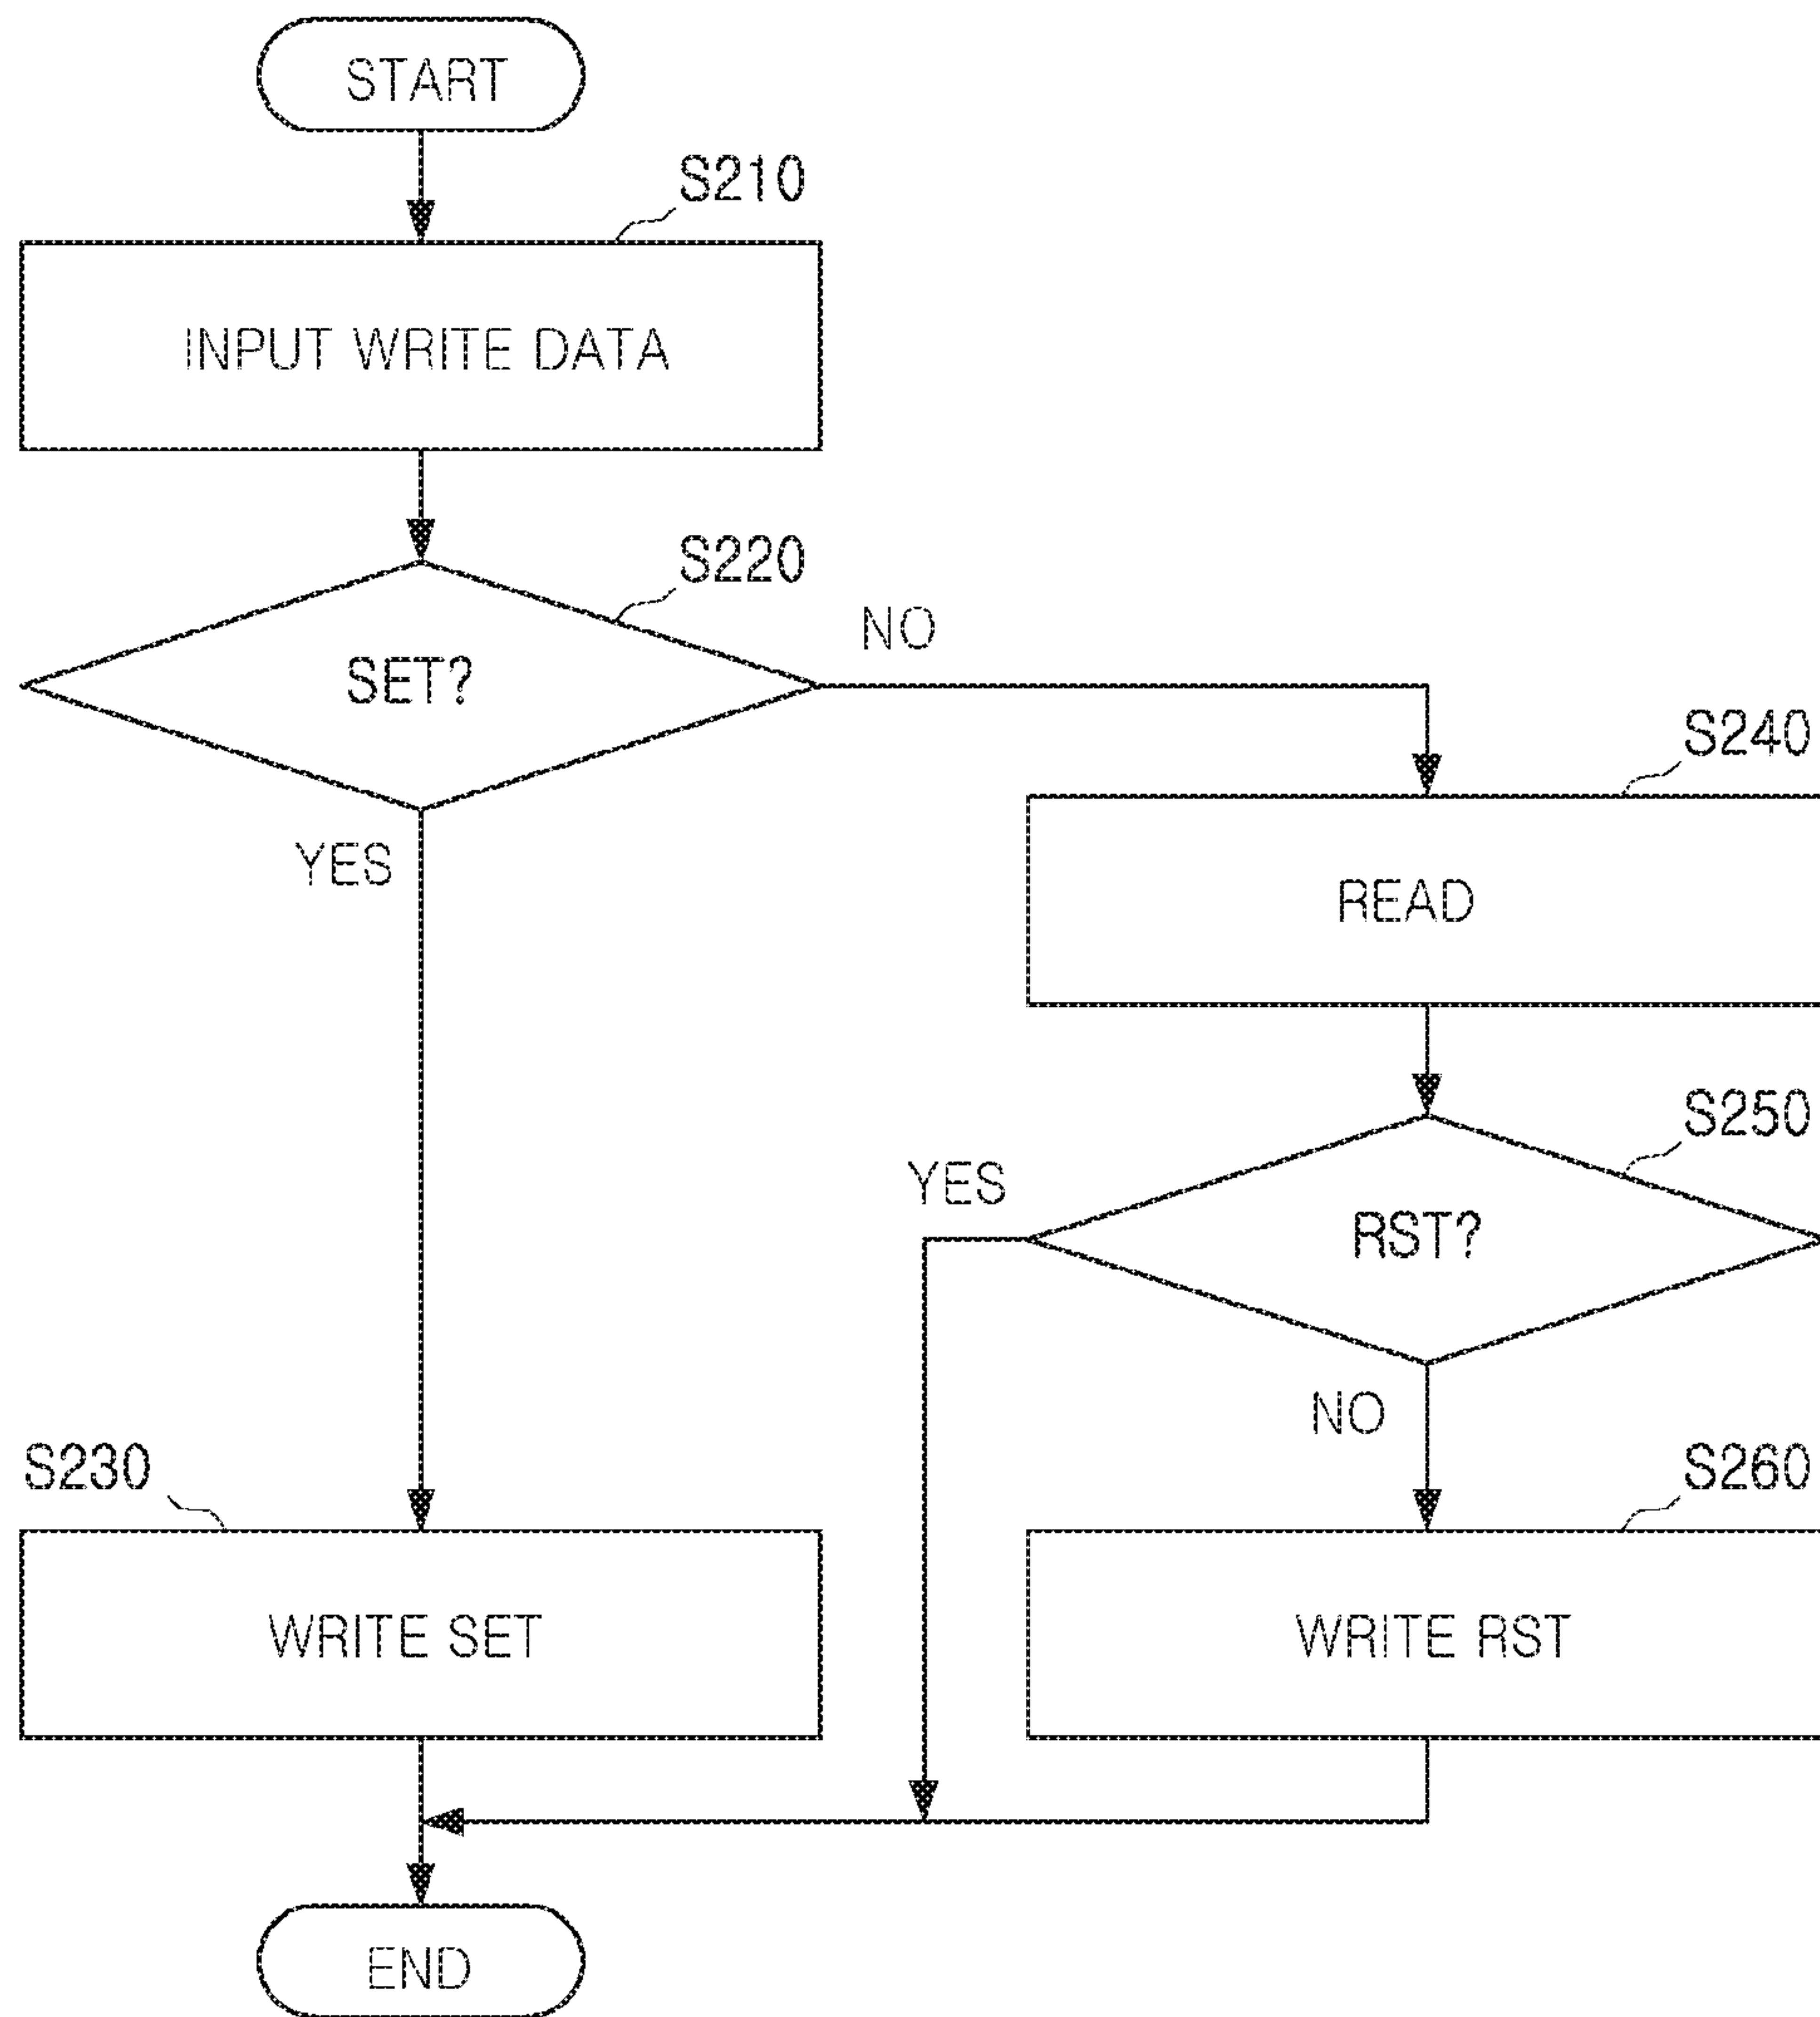 START
S210
INPUT WRITE DATA
S220
SET?
NO
YES
S240
READ
S250
YES
RST?
NO
S230
S260
WRITE SET
WRITE RST
END